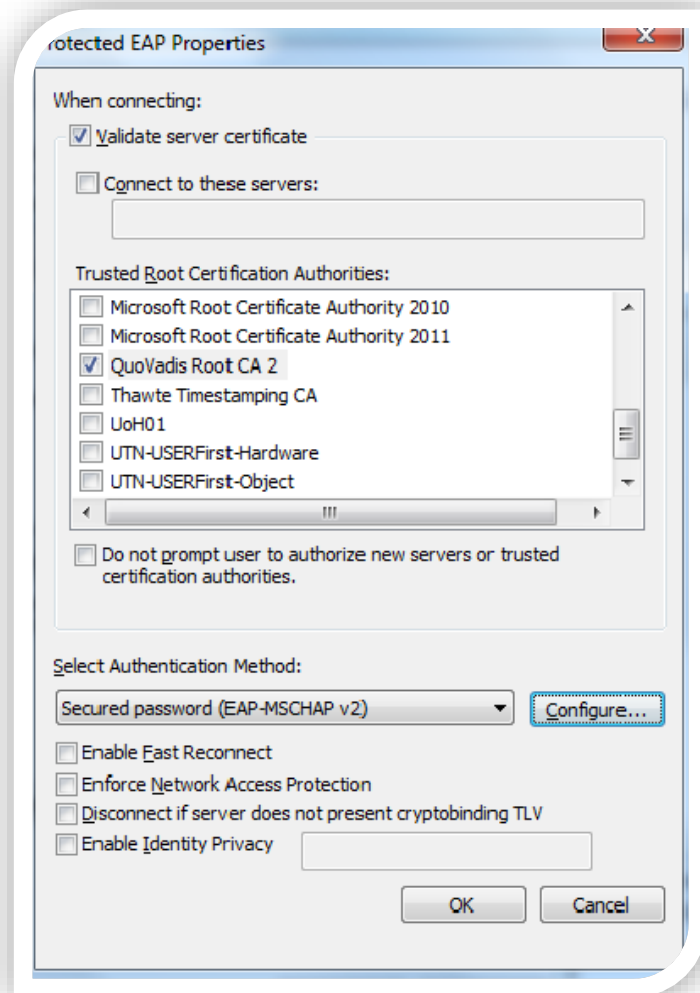 rotected EAP Properties
When connecting:
Validate server certificate
Connect to these servers:
Trusted Root Certification Authorities:
Microsoft Root Certificate Authority 2010
Microsoft Root Certificate Authority 2011
QuoVadis Root CA 2
Thawte Timestamping CA
UoH01
UTN-USERFirst-Hardware
UTN-USERFirst-Object
Do not prompt user to authorize new servers or trusted
certification authorities.
Select Authentication Method:
Secured password (EAP-MSCHAP v2) Configure...
Enable Fast Reconnect
Enforce Network Access Protection
Disconnect if server does not present cryptobinding TLV
Enable Identity Privacy
OK Cancel